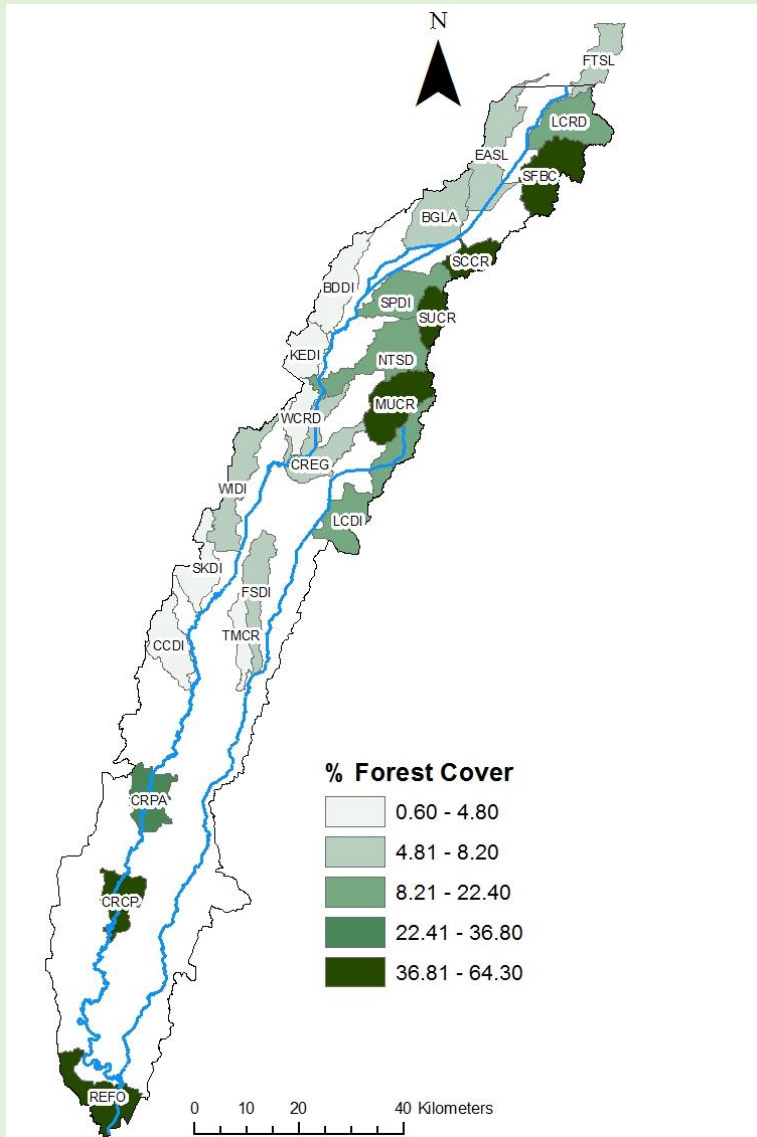 N
FTSL
LCRD
EASL
SFBC
BGLA
SCCR
BDDI
SPDI
SUCR
KEDI
NTSD
MUCR
WCRD
CREG
WIDI
LCDI
SKDI
FSDI
TMCR
CCDI
% Forest Cover
CRPA
0.60 - 4.80
4.81 - 8.20
8.21 - 22.40
22.41 - 36.80
36.81 - 64.30
CRCP
REFO
0 10 20 40 Kilometers